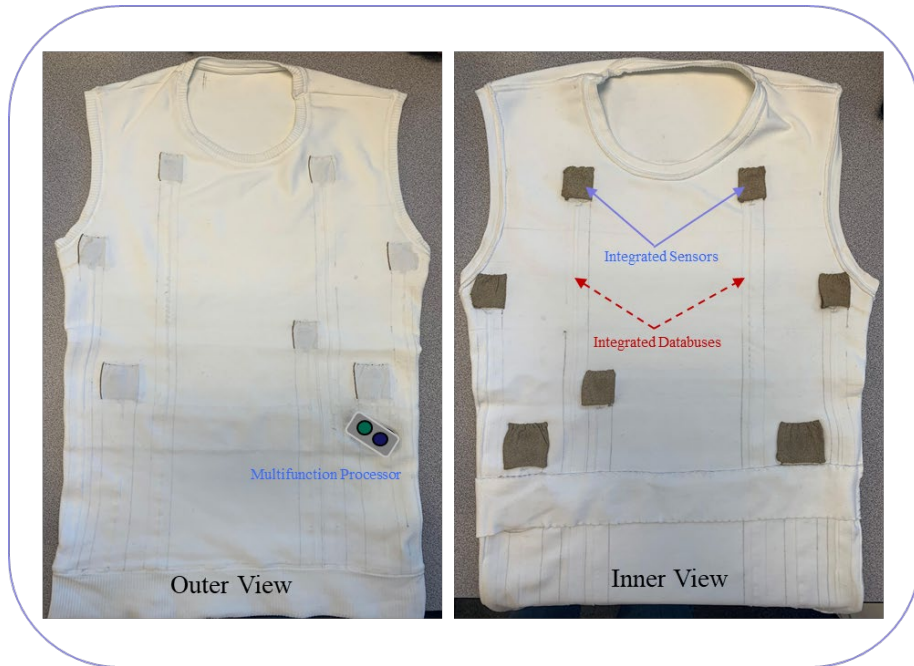 Integrated Sensors
Integrated Databuses
Multifunction Processor
Outer View
Inner View